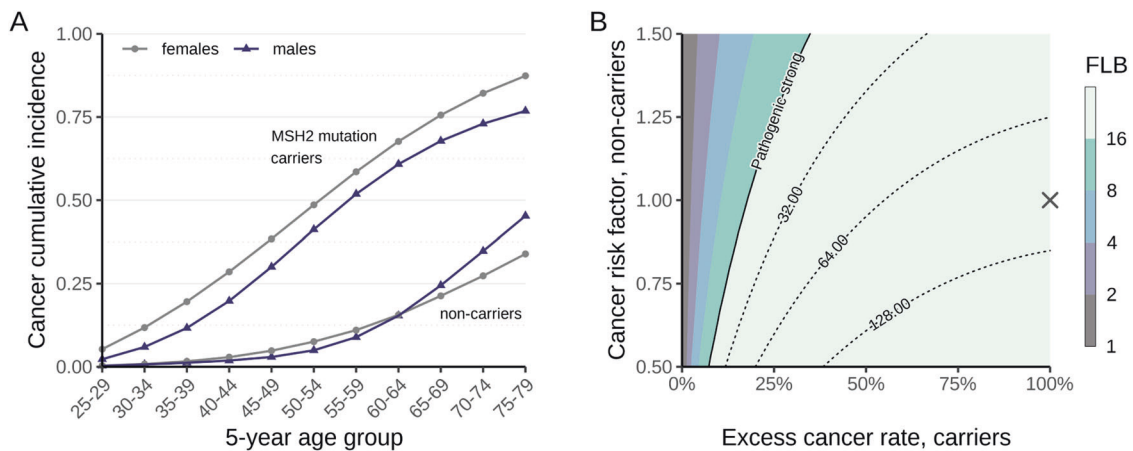 A
1.00
0.75
0.50
0.25
0.00
Cancer cumulative incidence
females
males
MSH2 mutation
carriers
non-carriers
25-29
30-34
35-39
40-44
45-49
50-54
55-59
60-64
65-69
70-74
75-79
5-year age group
B
1.50
1.25
1.00
0.75
0.50
Cancer risk factor, non-carriers
Pathogenic-strong
32.00
64.00
128.00
0%
25%
50%
75%
100%
Excess cancer rate, carriers
FLB
16
8
4
2
1